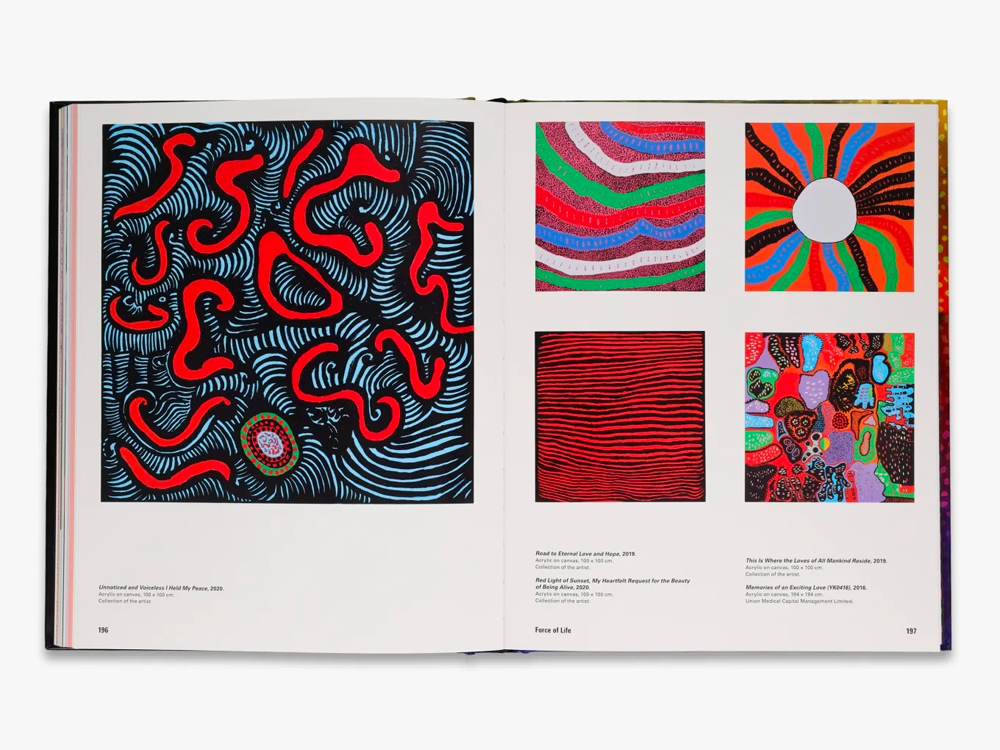 Unnoticed and Voiceless I Held My Peace, 2020.
Acrylic on canvas, 100 × 100 cm.
Collection of the artist.
196
Road to Eternal Love and Hope, 2019.
Acrylic on canvas, 100 × 100 cm.
Collection of the artist.
Red Light of Sunset, My Heartfelt Request for the Beauty
of Being Alive, 2020.
Acrylic on canvas, 100 × 100 cm.
Collection of the artist.
This Is Where the Loves of All Mankind Reside, 2019.
Acrylic on canvas, 100 × 100 cm.
Collection of the artist.
Memories of an Exciting Love (YK0418), 2016.
Acrylic on canvas, 194 × 194 cm.
Union Medical Capital Management Limited.
Force of Life
197